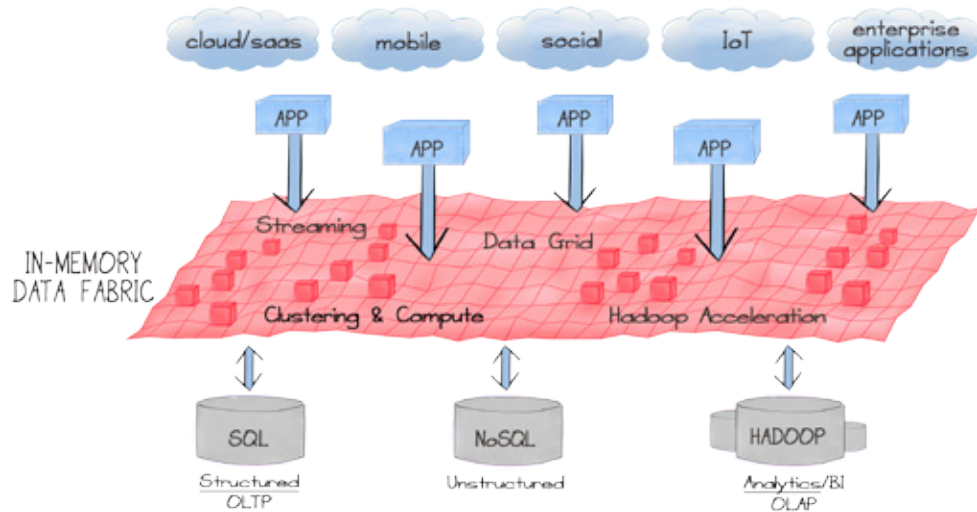 cloud/saas
mobile
social
IoT
enterprise
applications
APP
APP
APP
APP
APP
Streaming
Data Grid
IN-MEMORY
DATA FABRIC
Clustering & Compute
Hadoop Acceleration
SQL
NoSQL
HADOOP
Structured
OLTP
Unstructured
Analytics/BI
OLAP